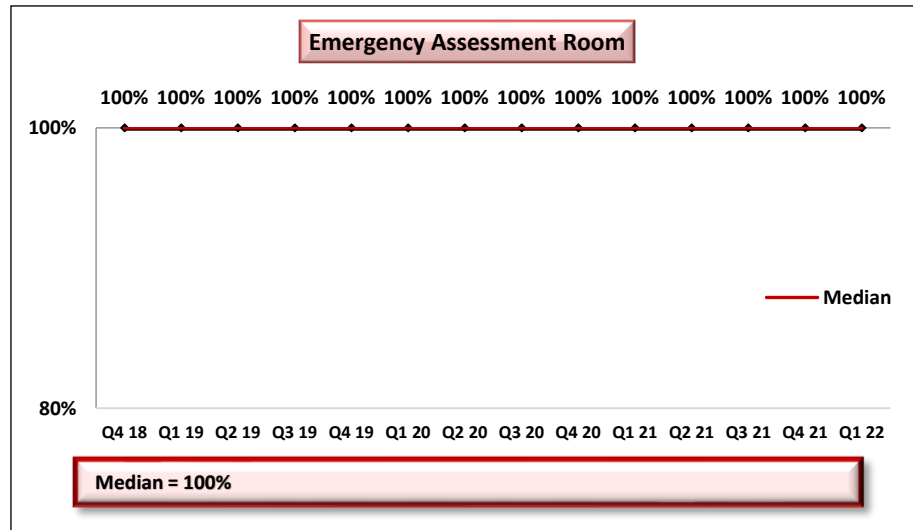 Emergency Assessment Room
100% 100% 100% 100% 100% 100% 100% 100% 100% 100% 100% 100% 100% 100%
100%
Median
80%
Q4 18 Q1 19 Q2 19 Q3 19 Q4 19 Q1 20 Q2 20 Q3 20 Q4 20 Q1 21 Q2 21 Q3 21 Q4 21 Q1 22
Median = 100%